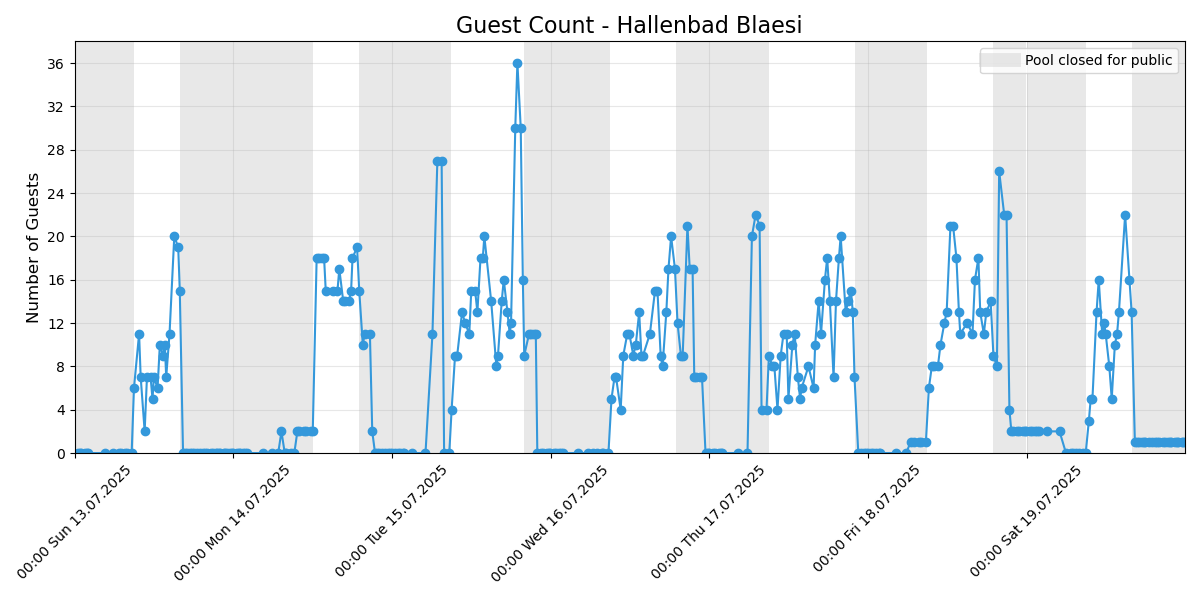 Guest Count - Hallenbad Blaesi
Pool closed for public
Number of Guests
36
32
28
24
20
16
12
8
4
0
00:00 Sun 13.07.2025
00:00 Mon 14.07.2025
00:00 Tue 15.07.2025
00:00 Wed 16.07.2025
00:00 Thu 17.07.2025
00:00 Fri 18.07.2025
00:00 Sat 19.07.2025